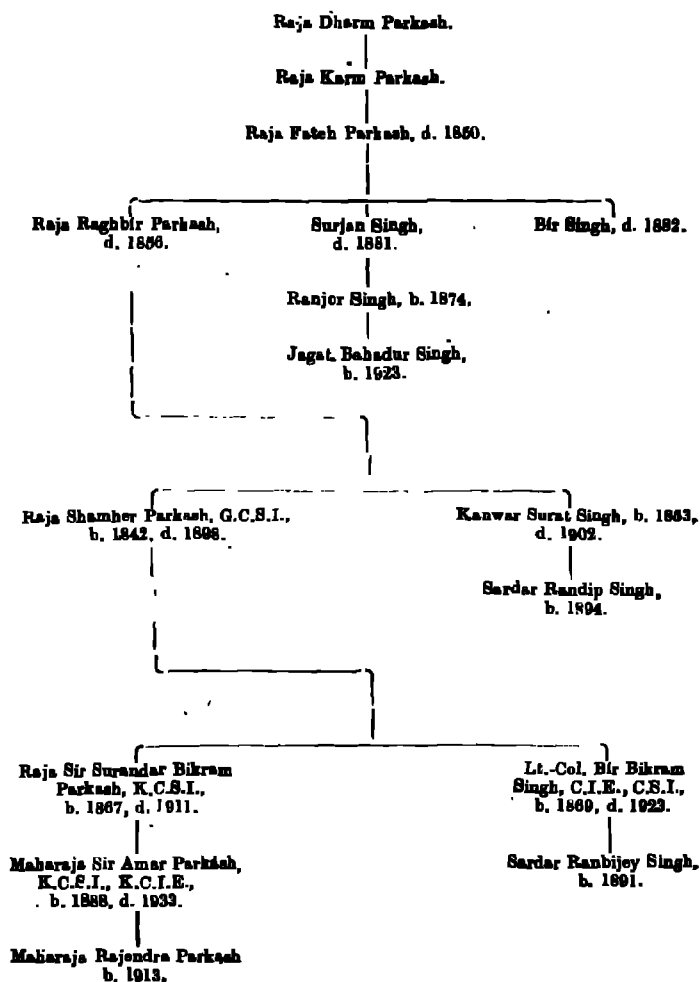 Raja Dharm Parkash.
Raja Karm Parkash.
Raja Fateh Parkash, d. 1850.
Raja Raghbir Parkash,
d. 1856.
Surjan Singh,
d. 1881.
Bir Singh, d. 1882.
Ranjor Singh, b. 1874.
Jagat Bahadur Singh,
b. 1923.
Raja Shamher Parkash, G.C.S.I.,
b. 1842, d. 1898.
Kanwar Surat Singh, b. 1853,
d. 1902.
Sardar Randip Singh,
b. 1894.
Raja Sir Surandar Bikram
Parkash, K.C.S.I.,
b. 1867, d. 1911.
Lt.-Col. Bir Bikram
Singh, C.I.E., C.S.I.,
b. 1869, d. 1923.
Maharaja Sir Amar Parkash,
K.C.S.I., K.C.I.E.,
b. 1888, d. 1933.
Sardar Ranbijey Singh,
b. 1891.
Maharaja Rajendra Parkash
b. 1913.